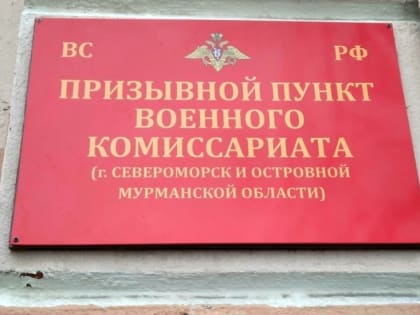 ВС РФ
ПРИЗЫВНОЙ ПУНКТ
ВОЕННОГО
КОМИССАРИАТА
(г. СЕВЕРОМОРСК И ОСТРОВНОЙ
МУРМАНСКОЙ ОБЛАСТИ)